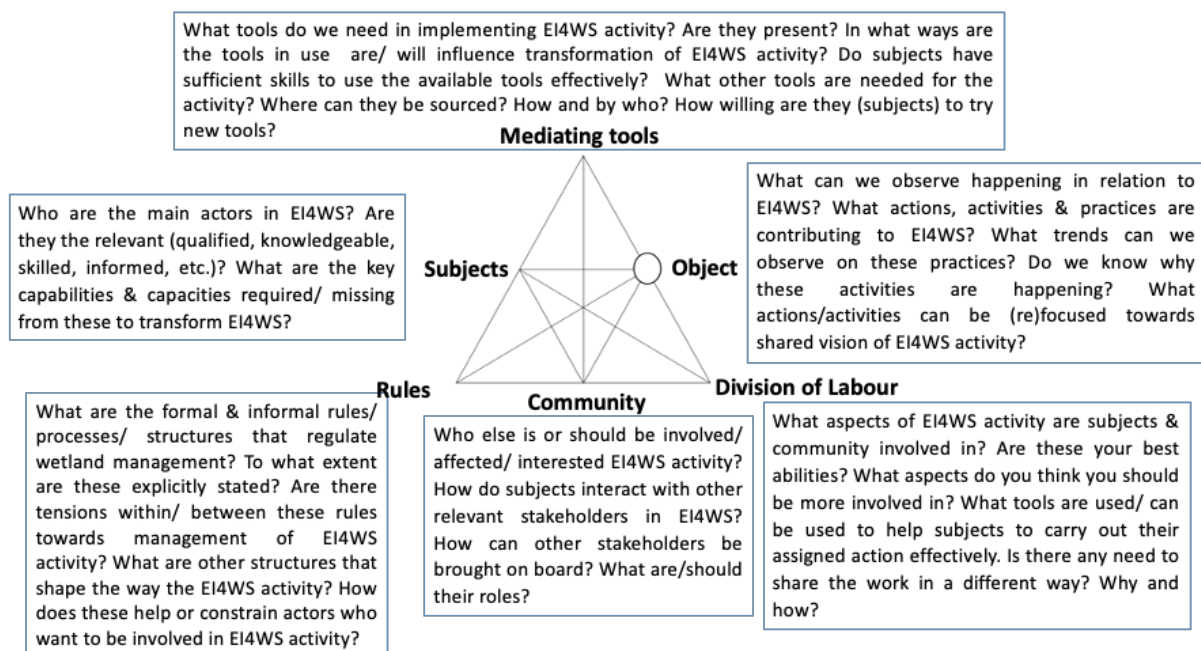 What tools do we need in implementing EI4WS activity? Are they present? In what ways are
the tools in use are/ will influence transformation of EI4WS activity? Do subjects have
sufficient skills to use the available tools effectively? What other tools are needed for the
activity? Where can they be sourced? How and by who? How willing are they (subjects) to try
new tools?
Mediating tools
Who are the main actors in EI4WS? Are
they the relevant (qualified, knowledgeable,
skilled, informed, etc.)? What are the key
capabilities & capacities required/ missing
from these to transform EI4WS?
Subjects
Object
What can we observe happening in relation to
EI4WS? What actions, activities & practices are
contributing to EI4WS? What trends can we
observe on these practices? Do we know why
these activities are happening? What
actions/activities can be (re)focused towards
shared vision of EI4WS activity?
Rules
Community
Division of Labour
What are the formal & informal rules/
processes/ structures that regulate
wetland management? To what extent
are these explicitly stated? Are there
tensions within/ between these rules
towards management of EI4WS
activity? What are other structures that
shape the way the EI4WS activity? How
does these help or constrain actors who
want to be involved in EI4WS activity?
Who else is or should be involved/
affected/ interested EI4WS activity?
How do subjects interact with other
relevant stakeholders in EI4WS?
How can other stakeholders be
brought on board? What are/should
their roles?
What aspects of EI4WS activity are subjects &
community involved in? Are these your best
abilities? What aspects do you think you should
be more involved in? What tools are used/ can
be used to help subjects to carry out their
assigned action effectively. Is there any need to
share the work in a different way? Why and
how?